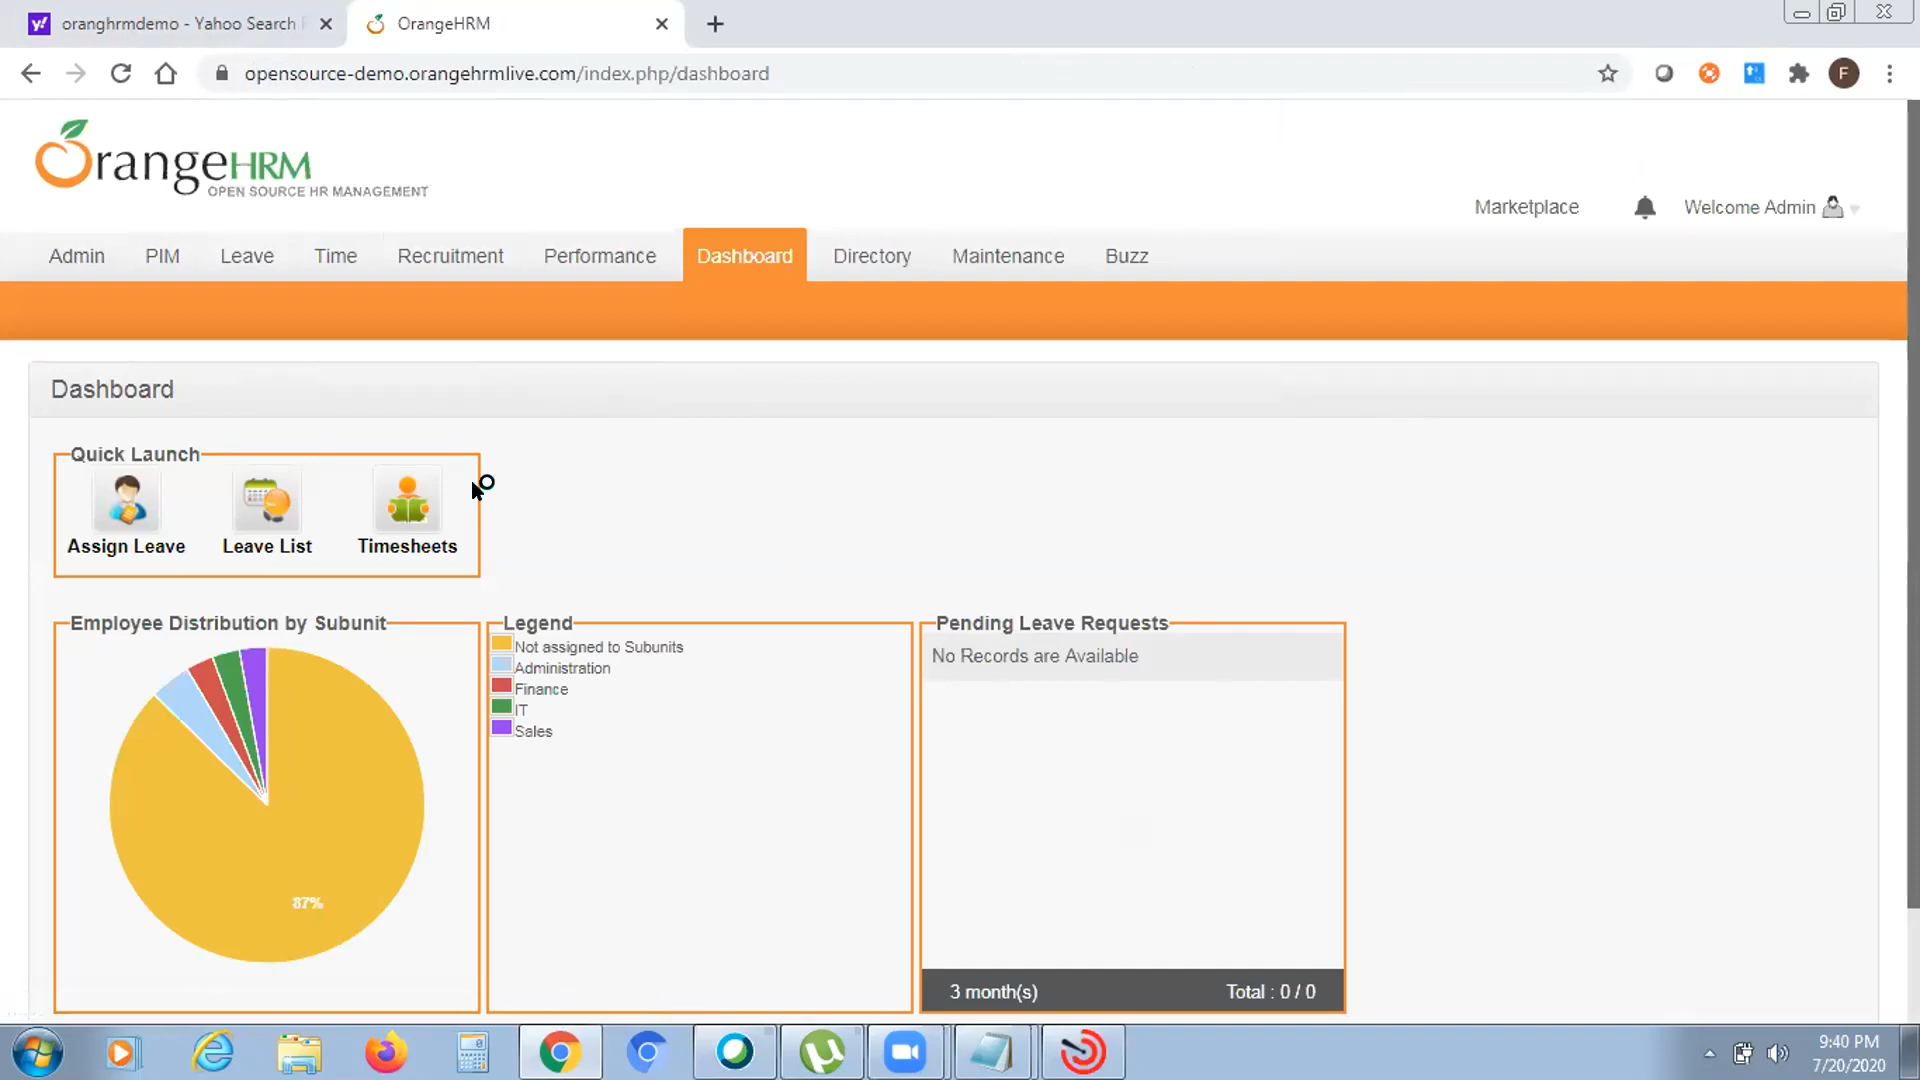 oranghrmdemo - Yahoo Search
OrangeHRM
opensource-demo.orangehrmlive.com/index.php/dashboard
F
OrangeHRM
OPEN SOURCE HR MANAGEMENT
Marketplace
Welcome Admin
Admin PIM Leave Time Recruitment Performance Dashboard Directory Maintenance Buzz
Dashboard
Quick Launch
Assign Leave Leave List Timesheets
Employee Distribution by Subunit
87%
Legend
Not assigned to Subunits
Administration
Finance
IT
Sales
Pending Leave Requests
No Records are Available
3 month(s) Total : 0 / 0
9:40 PM
7/20/2020